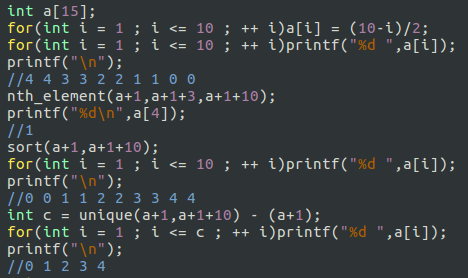 int a[15];
for(int i = 1 ; i <= 10 ; ++ i)a[i] = (10-i)/2;
for(int i = 1 ; i <= 10 ; ++ i)printf("%d ",a[i]);
printf("\n");
//4 4 3 3 2 2 1 1 0 0
nth_element(a+1,a+1+3,a+1+10);
printf("%d\n",a[4]);
//1
sort(a+1,a+1+10);
for(int i = 1 ; i <= 10 ; ++ i)printf("%d ",a[i]);
printf("\n");
//0 0 1 1 2 2 3 3 4 4
int c = unique(a+1,a+1+10) - (a+1);
for(int i = 1 ; i <= c ; ++ i)printf("%d ",a[i]);
printf("\n");
//0 1 2 3 4